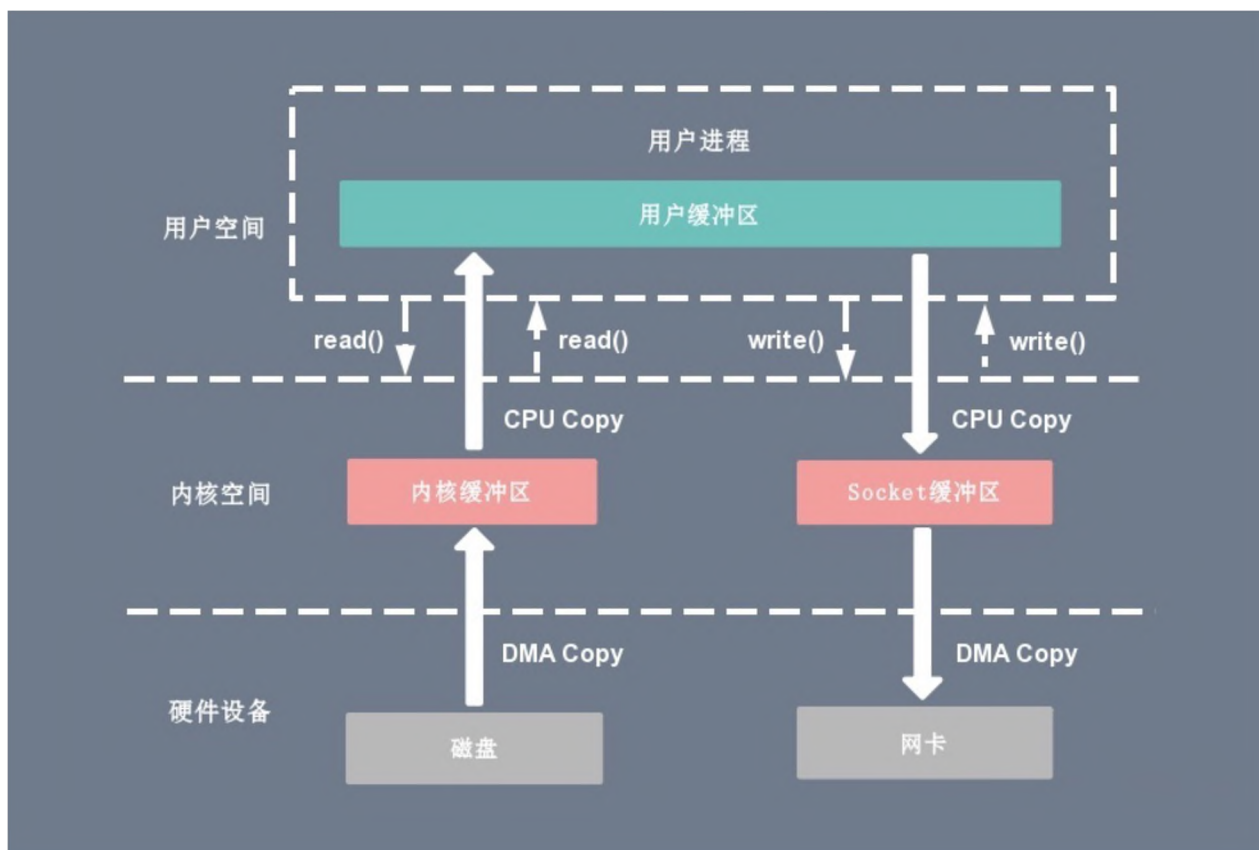 用户进程
用户缓冲区
用户空间
read()
read()
write()
write()
CPU Copy
CPU Copy
内核空间
内核缓冲区
Socket缓冲区
DMA Copy
DMA Copy
硬件设备
磁盘
网卡